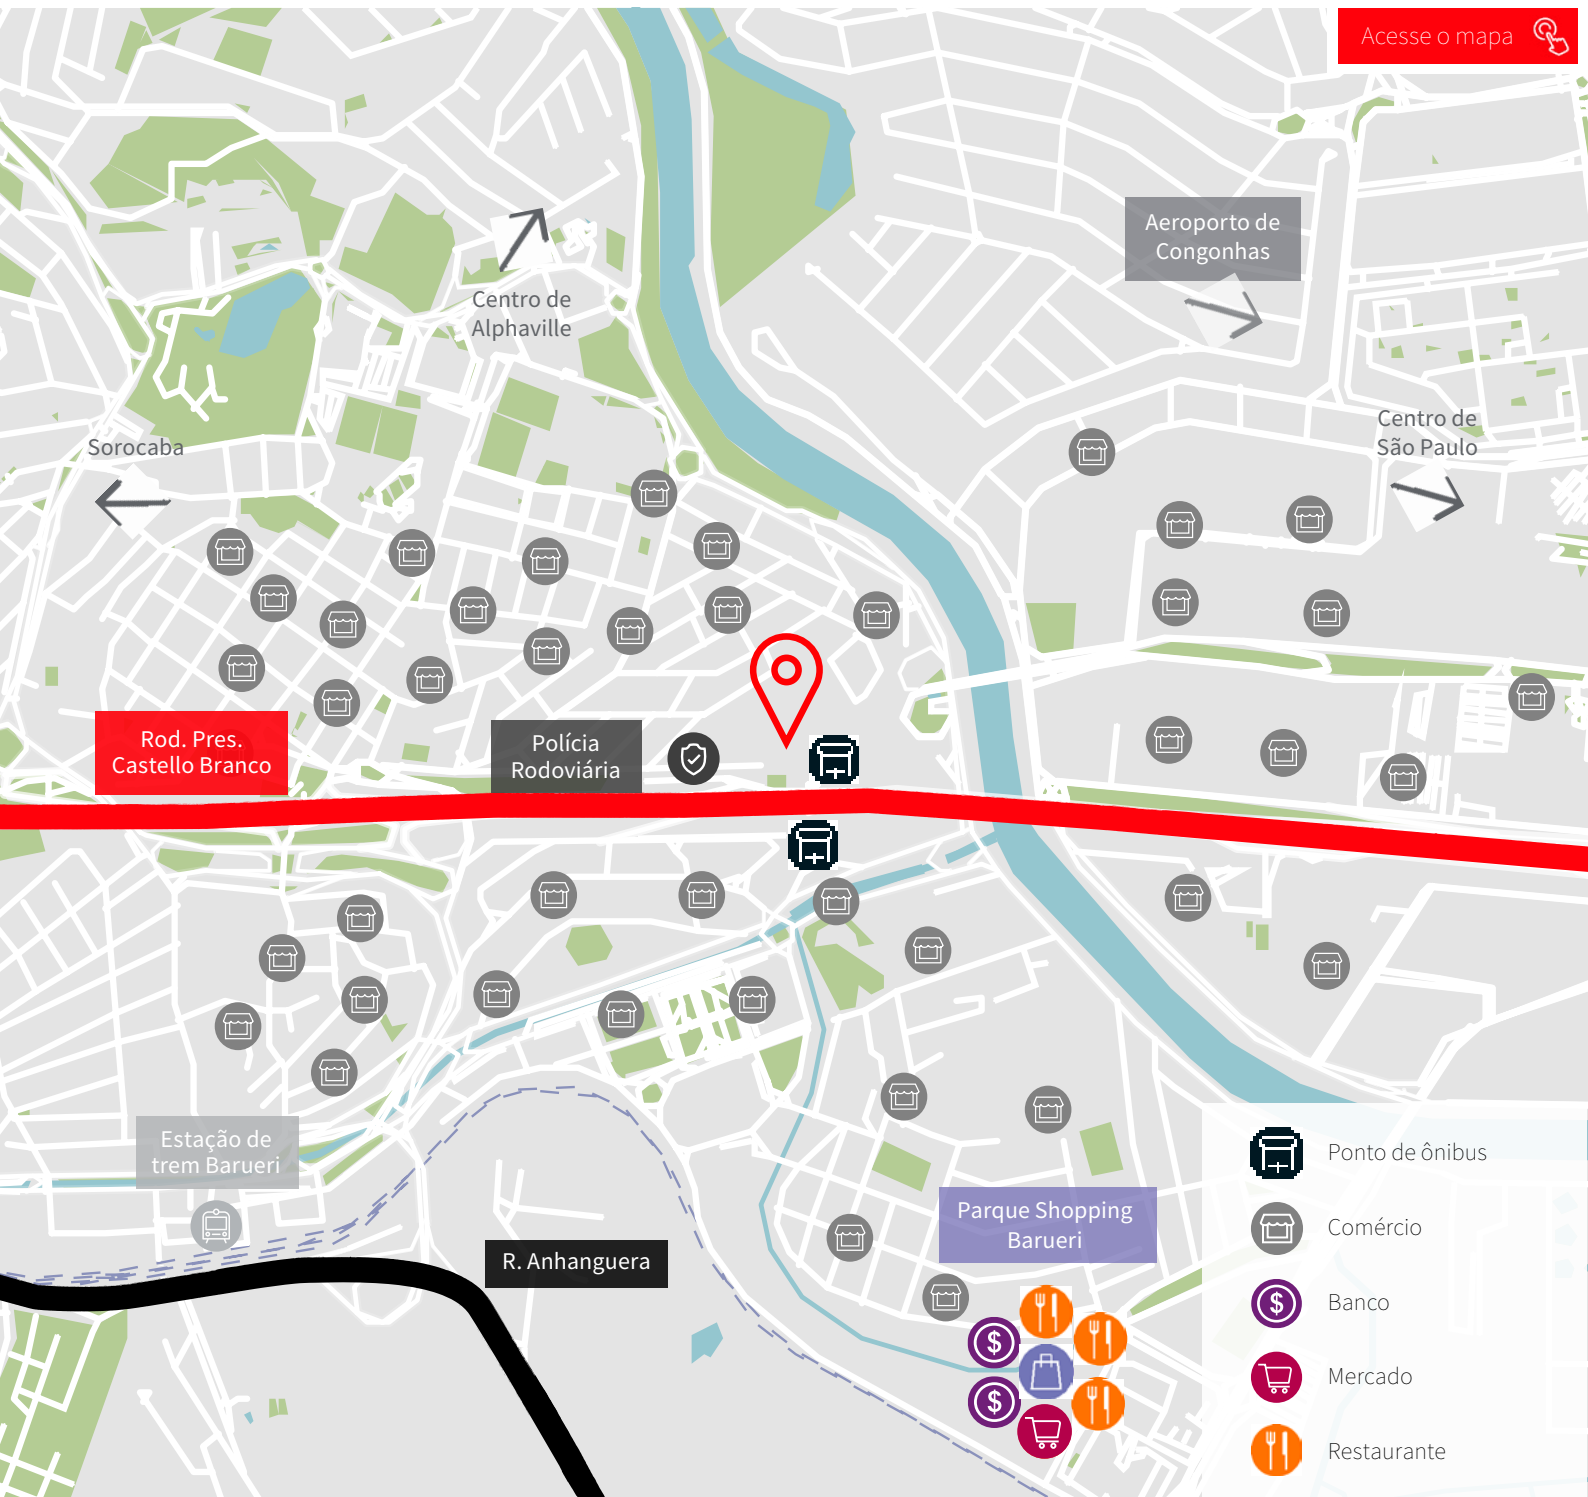 Acesse o mapa
Aeroporto de
Congonhas
Centro de
Alphaville
Centro de
São Paulo
Sorocaba
Rod. Pres.
Castello Branco
Polícia
Rodoviária
Estação de
trem Barueri
R. Anhanguera
Parque Shopping
Barueri
Ponto de ônibus
Comércio
$ Banco
Mercado
Restaurante
$
$